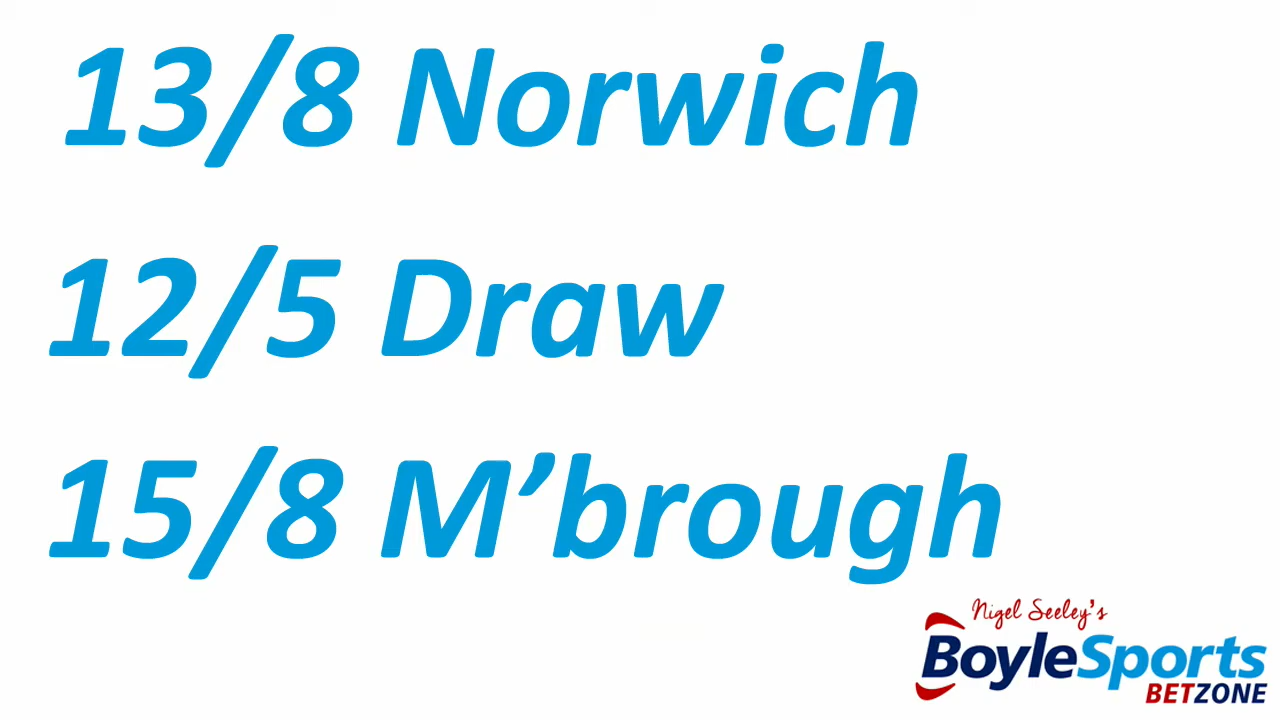 13/8 Norwich
12/5 Draw
15/8 M’brough
Nigel Seeley's
BoyleSports
BETZONE